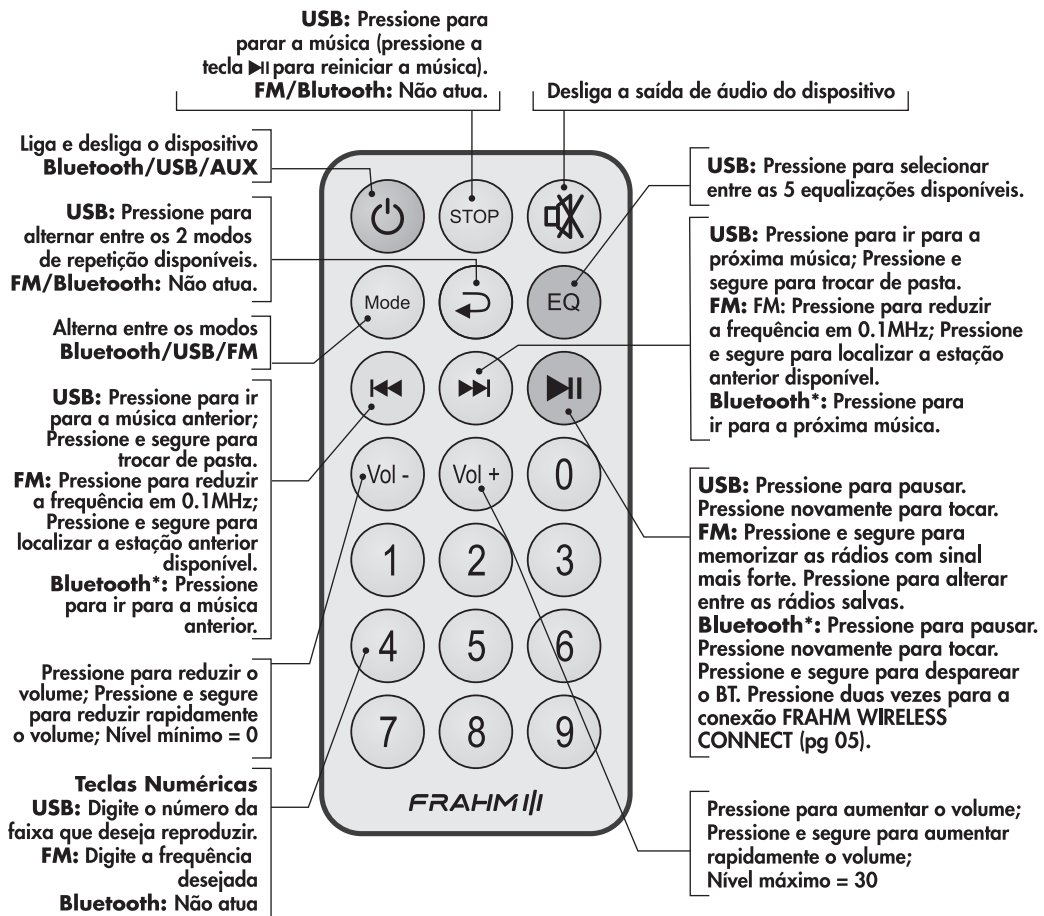 USB: Pressione para
parar a música (pressione a
tecla ⏯ para reiniciar a música).
FM/Blutooth: Não atua.
Desliga a saída de áudio do dispositivo
Liga e desliga o dispositivo
Bluetooth/USB/AUX
USB: Pressione para
alternar entre os 2 modos
de repetição disponíveis.
FM/Bluetooth: Não atua.
Alterna entre os modos
Bluetooth/USB/FM
USB: Pressione para ir
para a música anterior;
Pressione e segure para
trocar de pasta.
FM: Pressione para reduzir
a frequência em 0.1MHz;
Pressione e segure para
localizar a estação anterior
disponível.
Bluetooth*: Pressione
para ir para a música
anterior.
Pressione para reduzir o
volume; Pressione e segure
para reduzir rapidamente
o volume; Nível mínimo = 0
Teclas Numéricas
USB: Digite o número da
faixa que deseja reproduzir.
FM: Digite a frequência
desejada
Bluetooth: Não atua
STOP
Mode
EQ
Vol -
Vol +
0
1
2
3
4
5
6
7
8
9
FRAHM
USB: Pressione para selecionar
entre as 5 equalizações disponíveis.
USB: Pressione para ir para a
próxima música; Pressione e
segure para trocar de pasta.
FM: FM: Pressione para reduzir
a frequência em 0.1MHz; Pressione
e segure para localizar a estação
anterior disponível.
Bluetooth*: Pressione para
ir para a próxima música.
USB: Pressione para pausar.
Pressione novamente para tocar.
FM: Pressione e segure para
memorizar as rádios com sinal
mais forte. Pressione para alterar
entre as rádios salvas.
Bluetooth*: Pressione para pausar.
Pressione novamente para tocar.
Pressione e segure para desparear
o BT. Pressione duas vezes para a
conexão FRAHM WIRELESS
CONNECT (pg 05).
Pressione para aumentar o volume;
Pressione e segure para aumentar
rapidamente o volume;
Nível máximo = 30